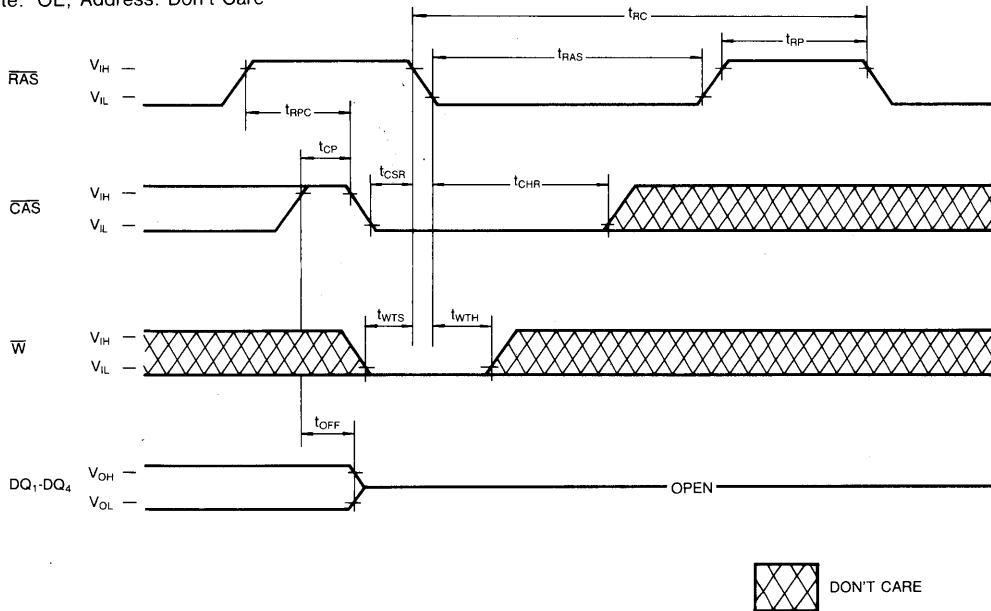 te: OE, Address: Don't Care
tRC
tRAS
tRP
RAS
VIH
VIL
tRPC
tCP
tCSR
tCHR
CAS
VIH
VIL
tWTS
tWTH
W
VIH
VIL
tOFF
DQ1-DQ4
VOH
VOL
OPEN
DON'T CARE